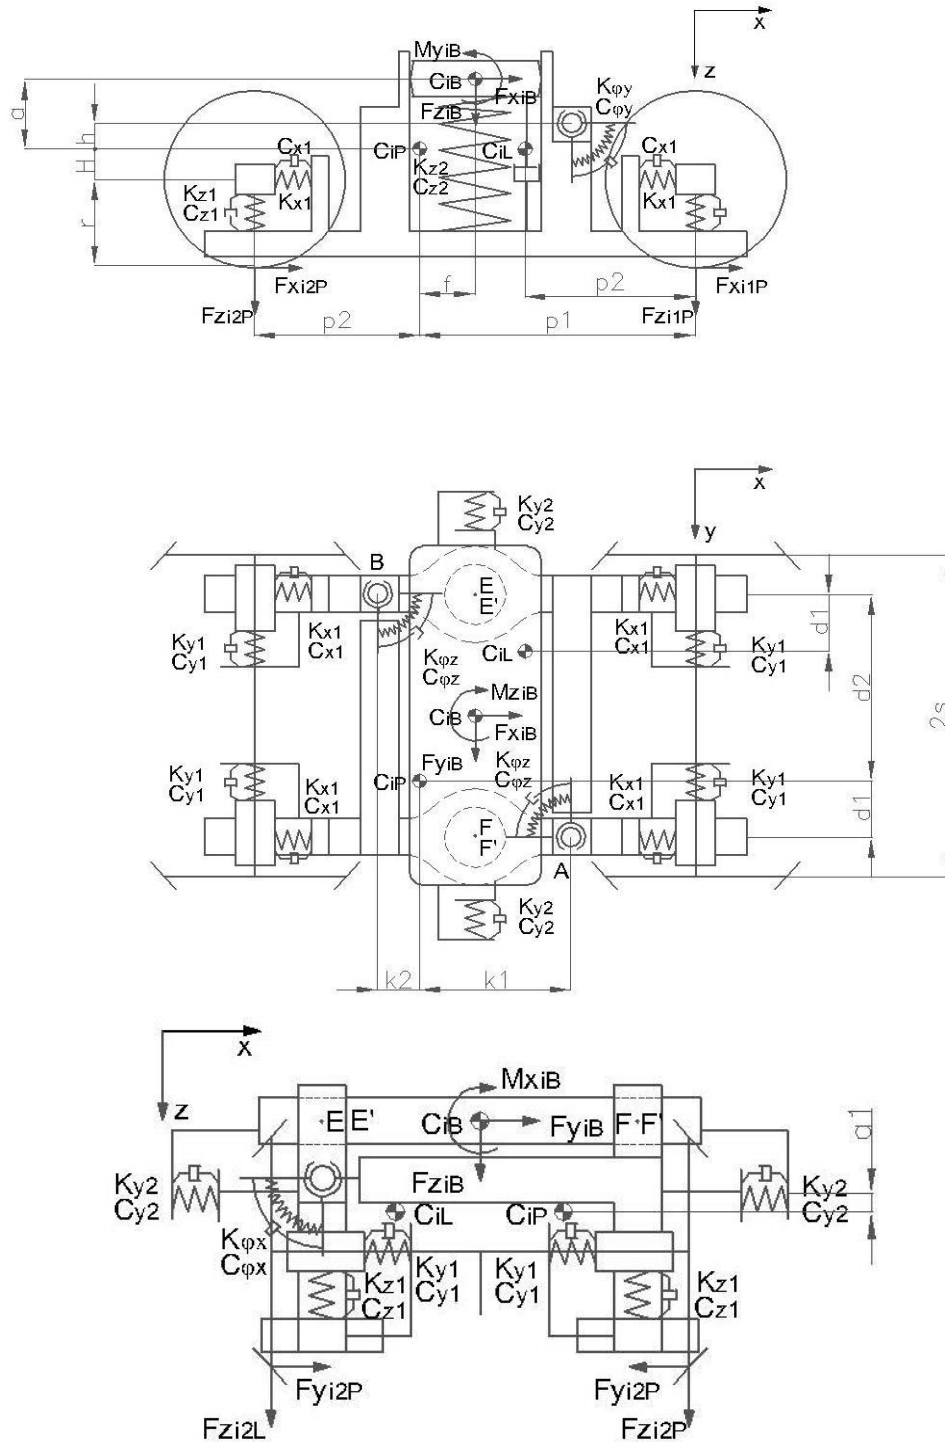 x
z
MyiB
CiB
FxiB
FziB
Kφy
Cφy
a
h
H
r
CiP
CiL
Kz2
Cz2
Cx1
Kx1
Kz1
Cz1
Cx1
Kx1
Fxi2P
Fzi2P
f
p2
p2
p1
Fxi1P
Fzi1P
x
y
Ky2
Cy2
B
E
E'
Kx1
Cx1
Ky1
Cy1
Kφz
Cφz
CiL
MziB
CiB
FxiB
Kx1
Cx1
Ky1
Cy1
d1
d2
2s
Ky1
Cy1
Kx1
Cx1
CiP
FyiB
Kφz
Cφz
Kx1
Cx1
Ky1
Cy1
d1
F
F'
A
Ky2
Cy2
k2
k1
x
z
MxiB
E E'
CiB
FyiB
F F'
FziB
a1
Ky2
Cy2
Ky2
Cy2
Kφx
Cφx
CiL
CiP
Kz1
Cz1
Ky1
Cy1
Ky1
Cy1
Kz1
Cz1
Fyi2P
Fyi2P
Fzi2L
Fzi2P